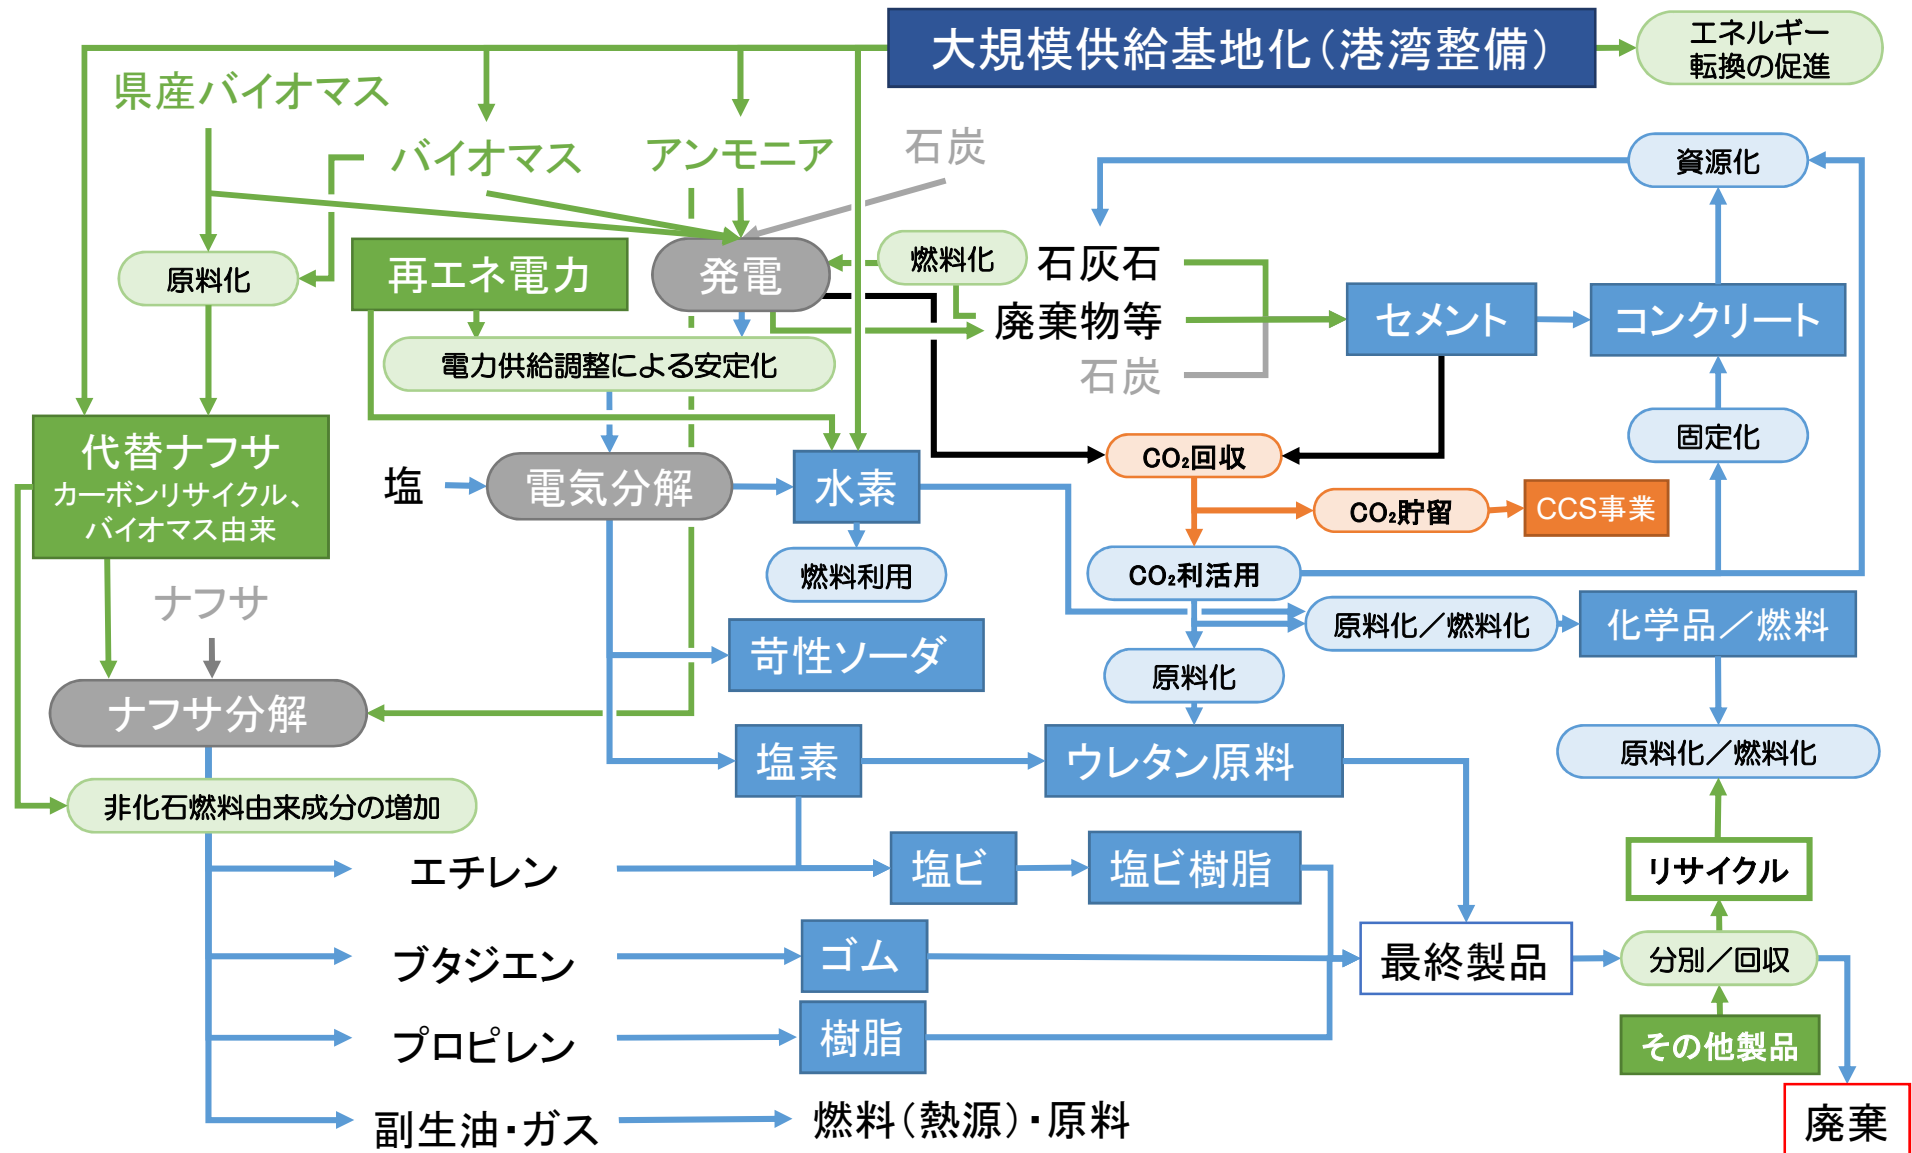 大規模供給基地化（港湾整備）
エネルギー
転換の促進
県産バイオマス
バイオマス
アンモニア
石炭
資源化
原料化
再エネ電力
発電
燃料化
石灰石
廃棄物等
石炭
セメント
コンクリート
電力供給調整による安定化
固定化
代替ナフサ
カーボンリサイクル、
バイオマス由来
塩
電気分解
水素
CO₂回収
CO₂貯留
CCS事業
燃料利用
CO₂利活用
ナフサ
原料化／燃料化
化学品／燃料
苛性ソーダ
原料化
ナフサ分解
塩素
ウレタン原料
原料化／燃料化
非化石燃料由来成分の増加
エチレン
塩ビ
塩ビ樹脂
リサイクル
ブタジエン
ゴム
最終製品
分別／回収
プロピレン
樹脂
その他製品
副生油・ガス
燃料（熱源）・原料
廃棄